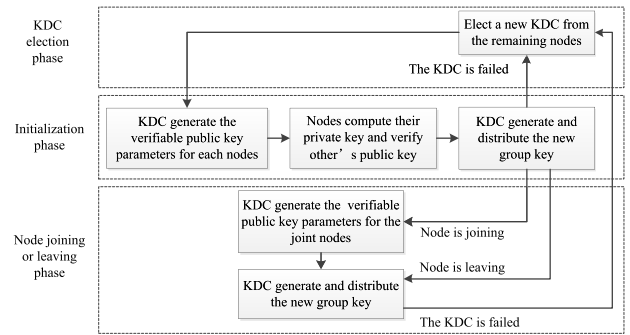 KDC
election
phase
Elect a new KDC from
the remaining nodes
The KDC is failed
Initialization
phase
KDC generate the
verifiable public key
parameters for each nodes
Nodes compute their
private key and verify
other’s public key
KDC generate and
distribute the new
group key
Node joining
or leaving
phase
KDC generate the verifiable
public key parameters for the
joint nodes
Node is joining
Node is leaving
KDC generate and distribute
the new group key
The KDC is failed